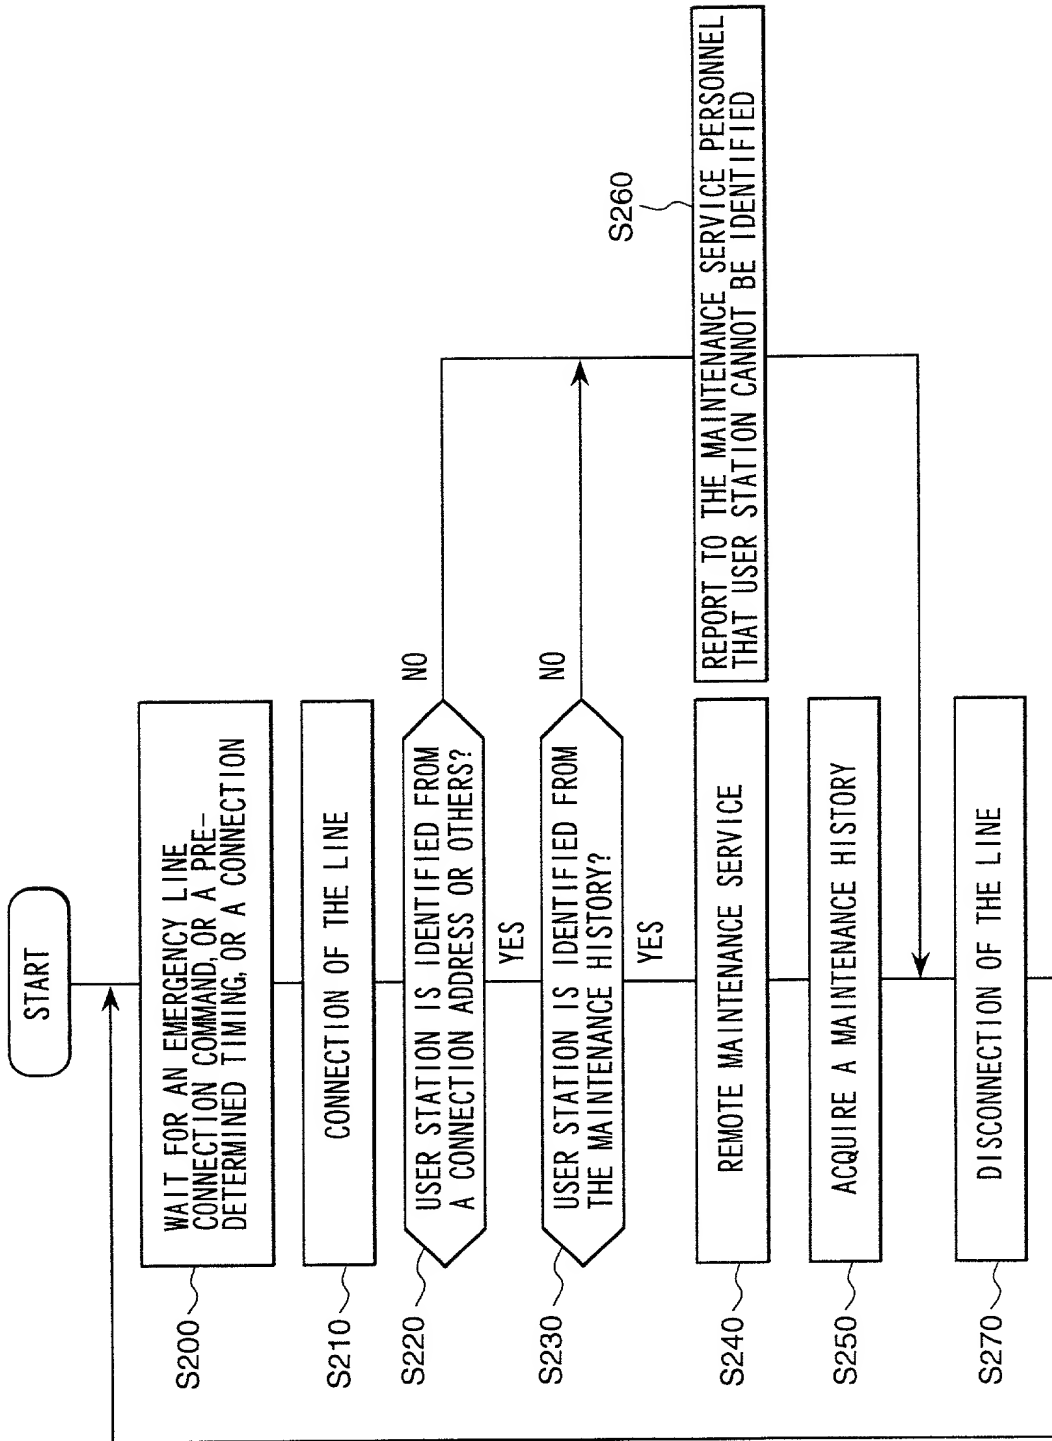 START
S200
WAIT FOR AN EMERGENCY LINE
CONNECTION COMMAND, OR A PRE-
DETERMINED TIMING, OR A CONNECTION
S210
CONNECTION OF THE LINE
S220
USER STATION IS IDENTIFIED FROM
A CONNECTION ADDRESS OR OTHERS?
NO
YES
S230
USER STATION IS IDENTIFIED FROM
THE MAINTENANCE HISTORY?
NO
YES
S240
REMOTE MAINTENANCE SERVICE
S260
REPORT TO THE MAINTENANCE SERVICE PERSONNEL
THAT USER STATION CANNOT BE IDENTIFIED
S250
ACQUIRE A MAINTENANCE HISTORY
S270
DISCONNECTION OF THE LINE